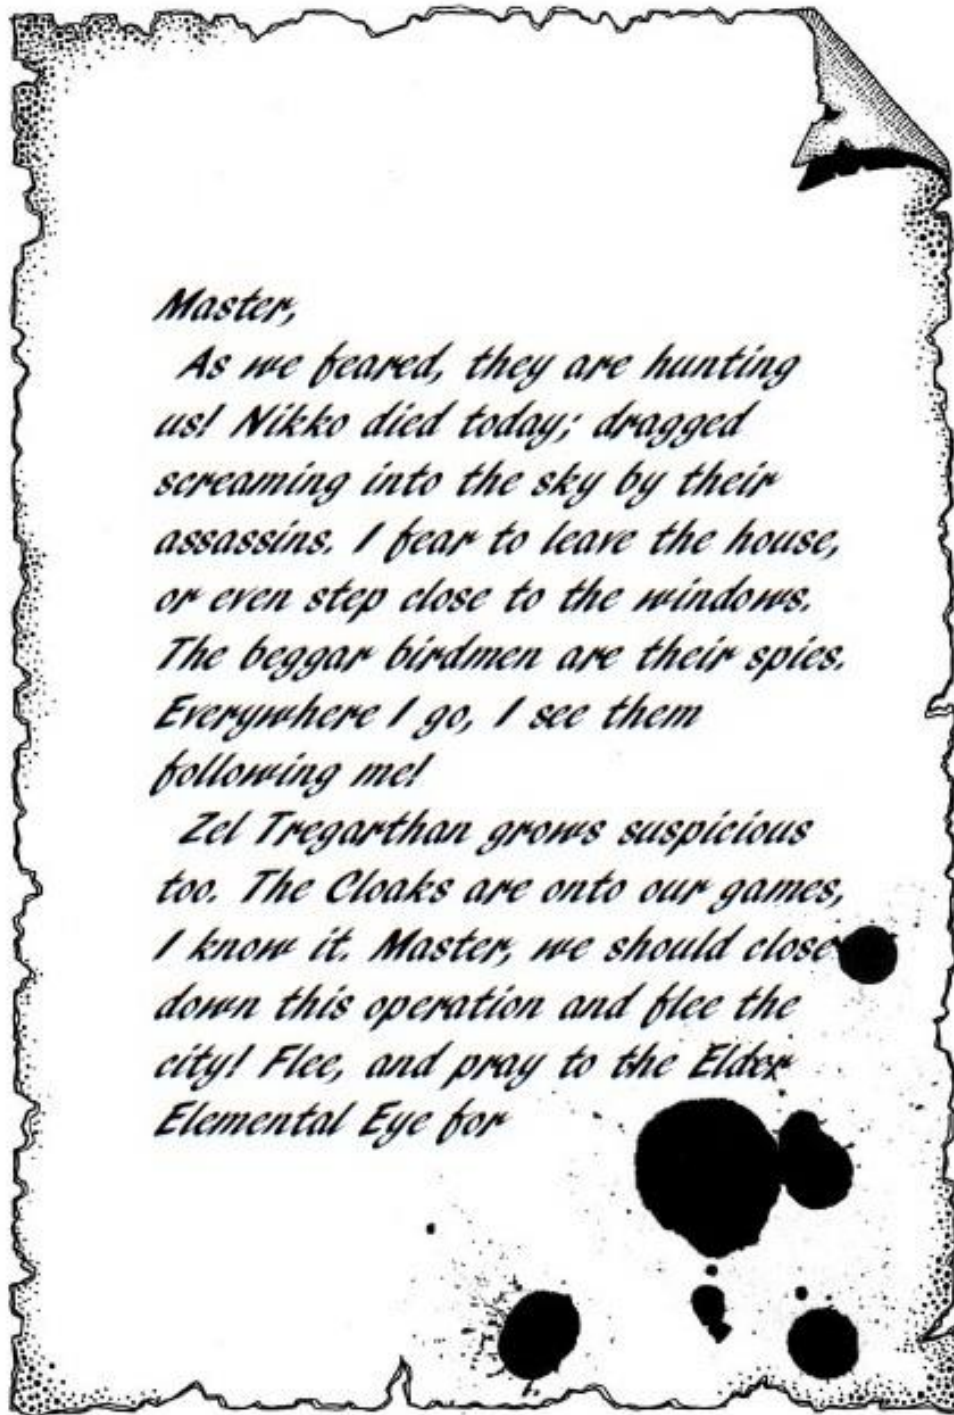 Master,
As we feared, they are hunting
us! Nikko died today; dragged
screaming into the sky by their
assassins. I fear to leave the house,
or even step close to the windows.
The beggar birdmen are their spies.
Everywhere I go, I see them
following me!
Zel Tregarthan grows suspicious
too. The Cloaks are onto our games,
I know it. Master, we should close
down this operation and flee the
city! Flee, and pray to the Elder
Elemental Eye for